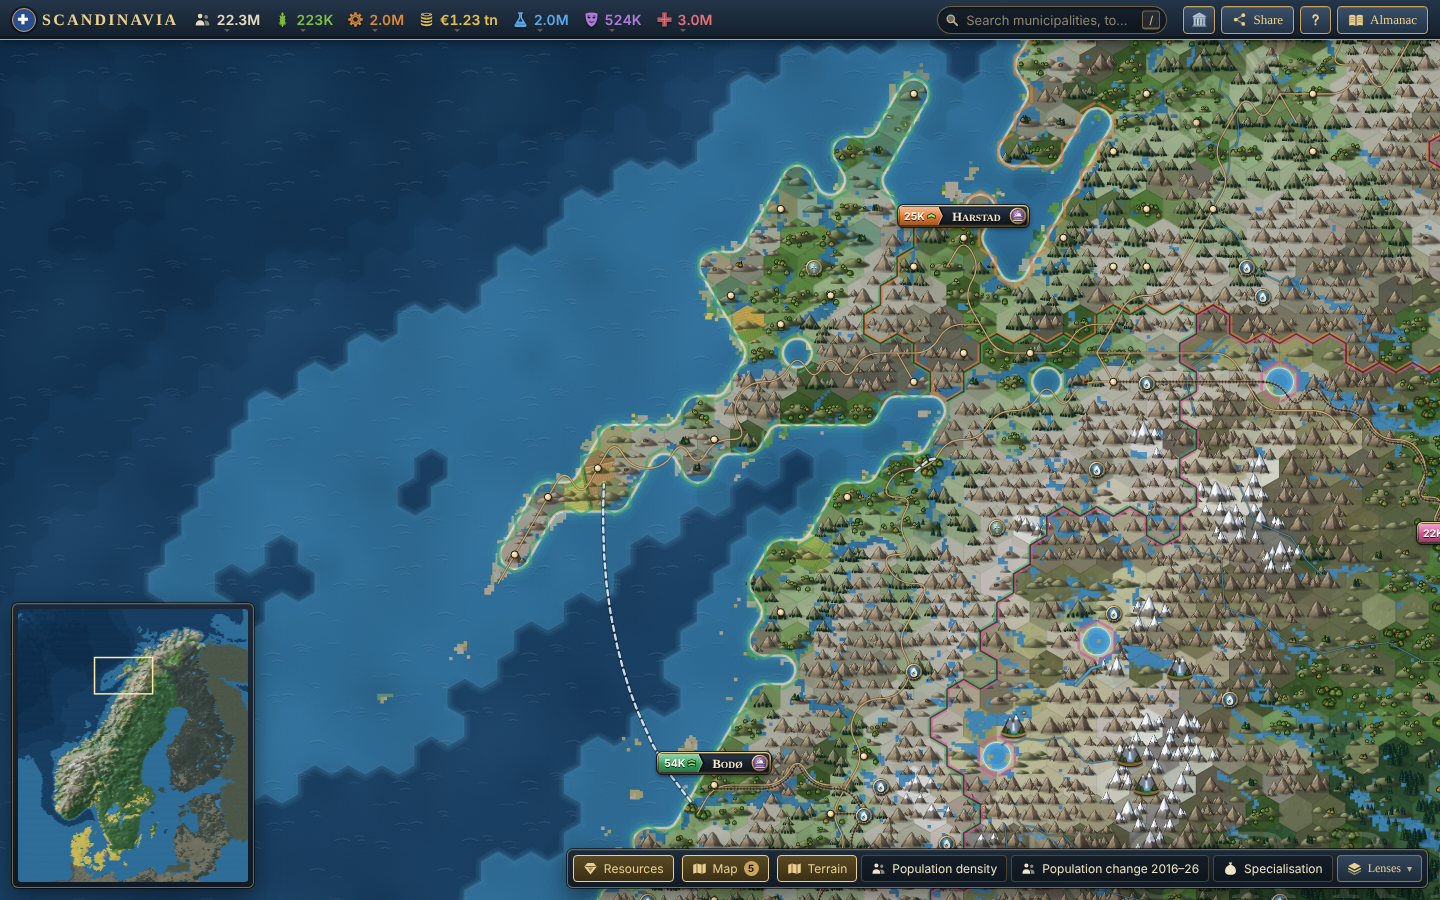 SCANDINAVIA 22.3M 223K 2.0M €1.23 tn 2.0M 524K 3.0M Search municipalities, to... / Share ? Almanac
25K HARSTAD
22K
54K BODØ
Resources Map 5 Terrain Population density Population change 2016–26 Specialisation Lenses